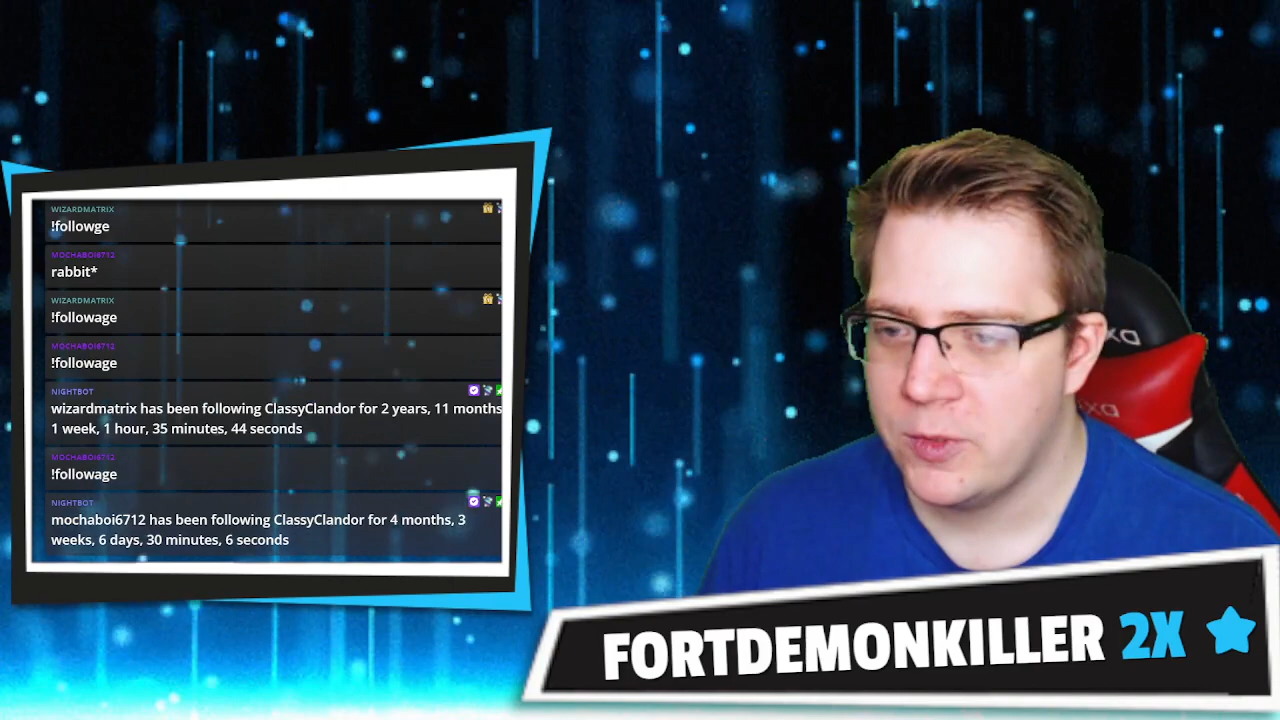 WIZARDMATRIX
!followge
MOCHABOI6712
rabbit*
WIZARDMATRIX
!followage
MOCHABOI6712
!followage
NIGHTBOT
wizardmatrix has been following ClassyClandor for 2 years, 11 months
1 week, 1 hour, 35 minutes, 44 seconds
MOCHABOI6712
!followage
NIGHTBOT
mochaboi6712 has been following ClassyClandor for 4 months, 3
weeks, 6 days, 30 minutes, 6 seconds
FORTDEMONKILLER 2X